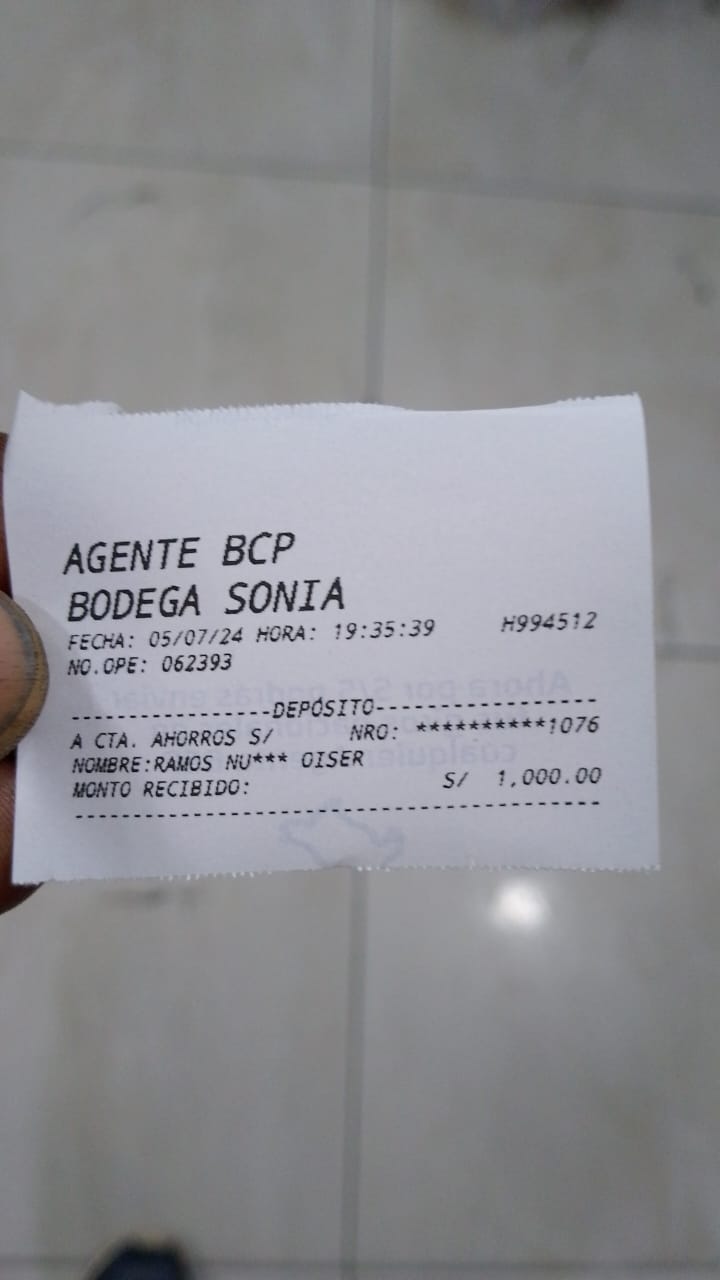 AGENTE BCP
BODEGA SONIA
FECHA: 05/07/24 HORA: 19:35:39 H994512
NO.OPE: 062393
-----------------DEPÓSITO-------------------
A CTA. AHORROS S/ NRO: **********1076
NOMBRE:RAMOS NU*** OISER
MONTO RECIBIDO: S/ 1,000.00
--------------------------------------------